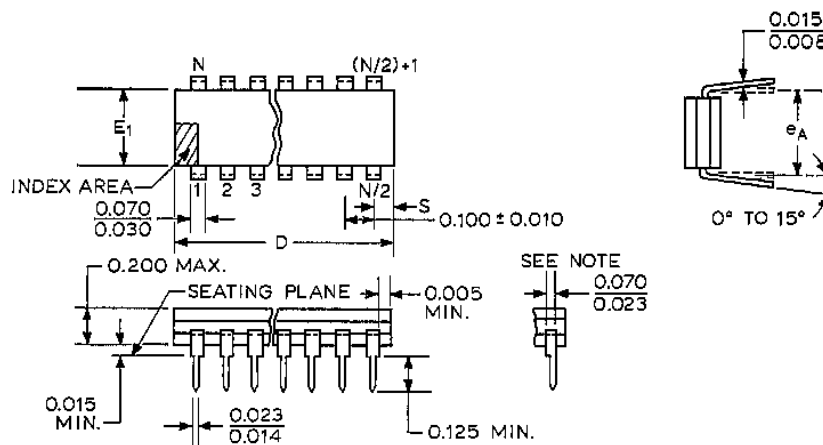 0.015
0.008
N
(N/2)+1
E1
eA
INDEX AREA
1 2 3
N/2
S
0.070
0.030
0.100 ± 0.010
0° TO 15°
D
0.200 MAX.
SEE NOTE
SEATING PLANE
0.005
MIN.
0.070
0.023
0.015
MIN.
0.023
0.014
0.125 MIN.